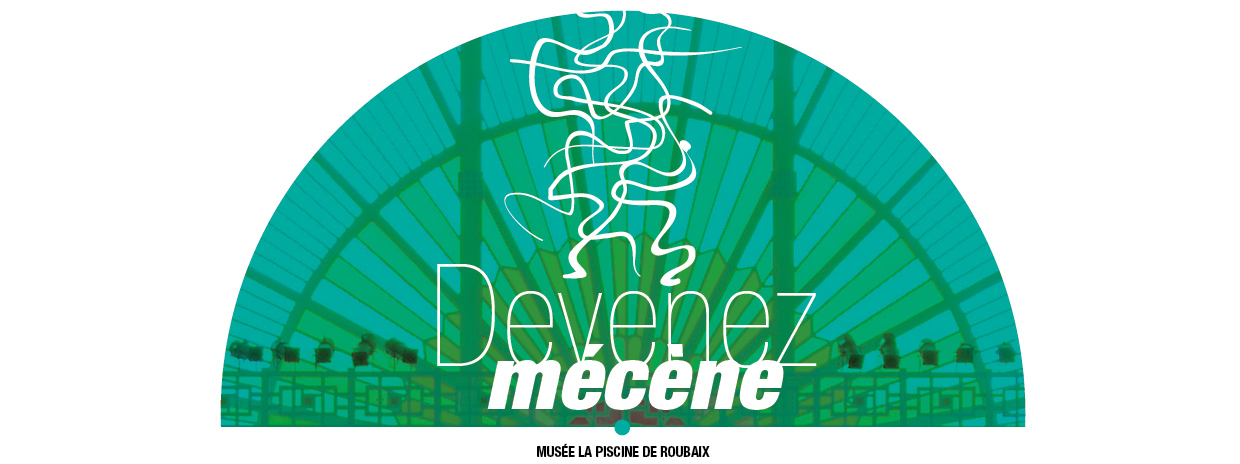 Devenez
mécène
MUSÉE LA PISCINE DE ROUBAIX